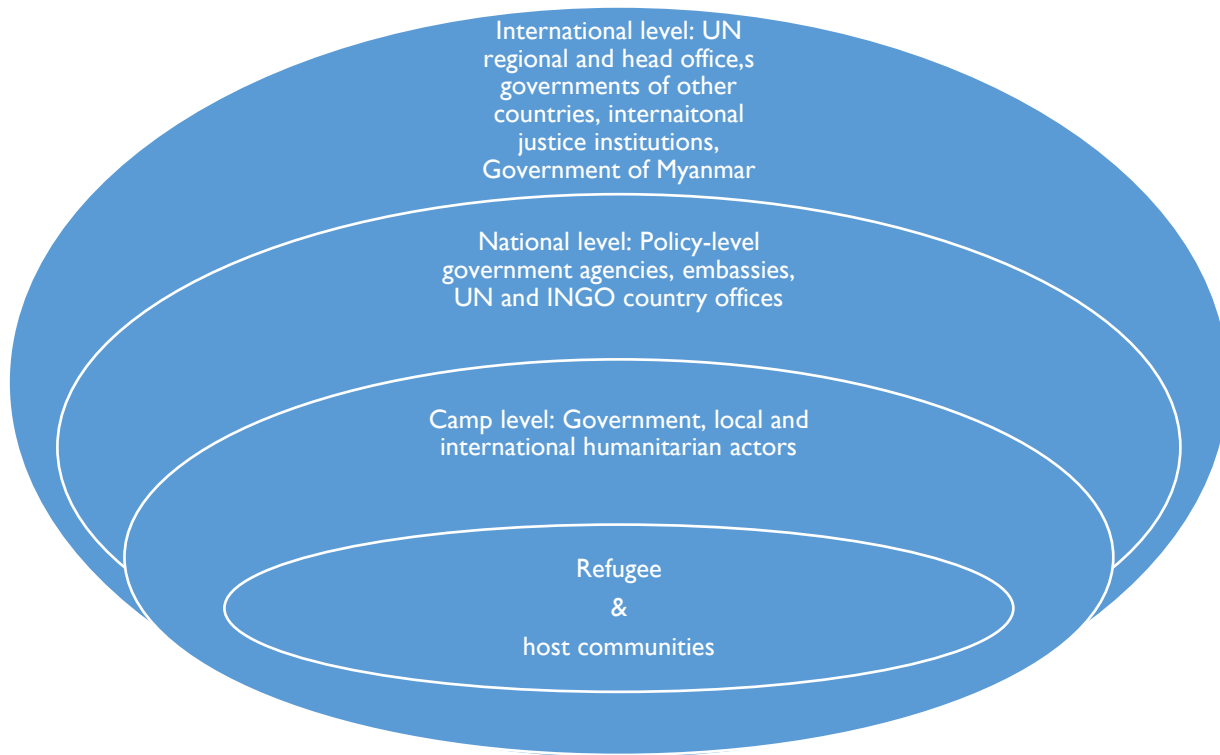 International level: UN
regional and head office,s
governments of other
countries, internaitonal
justice institutions,
Government of Myanmar
National level: Policy-level
government agencies, embassies,
UN and INGO country offices
Camp level: Government, local and
international humanitarian actors
Refugee
&
host communities